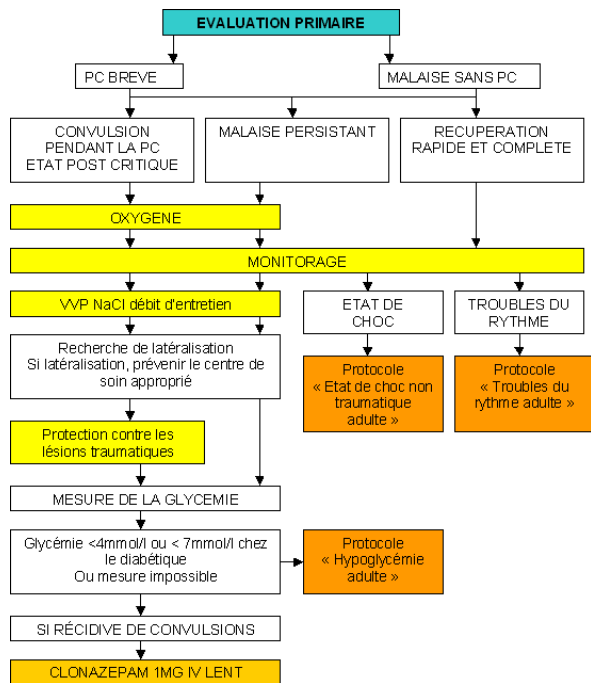 EVALUATION PRIMAIRE
PC BREVE
MALAISE SANS PC
CONVULSION
PENDANT LA PC
ETAT POST CRITIQUE
MALAISE PERSISTANT
RECUPERATION
RAPIDE ET COMPLETE
OXYGENE
MONITORAGE
VVP NaCl débit d'entretien
ETAT DE
CHOC
TROUBLES DU
RYTHME
Recherche de latéralisation
Si latéralisation, prévenir le centre de
soin approprié
Protocole
« Etat de choc non
traumatique
adulte »
Protocole
« Troubles du
rythme adulte »
Protection contre les
lésions traumatiques
MESURE DE LA GLYCEMIE
Glycémie <4mmol/l ou < 7mmol/l chez
le diabétique
Ou mesure impossible
Protocole
« Hypoglycémie
adulte »
SI RÉCIDIVE DE CONVULSIONS
CLONAZEPAM 1MG IV LENT